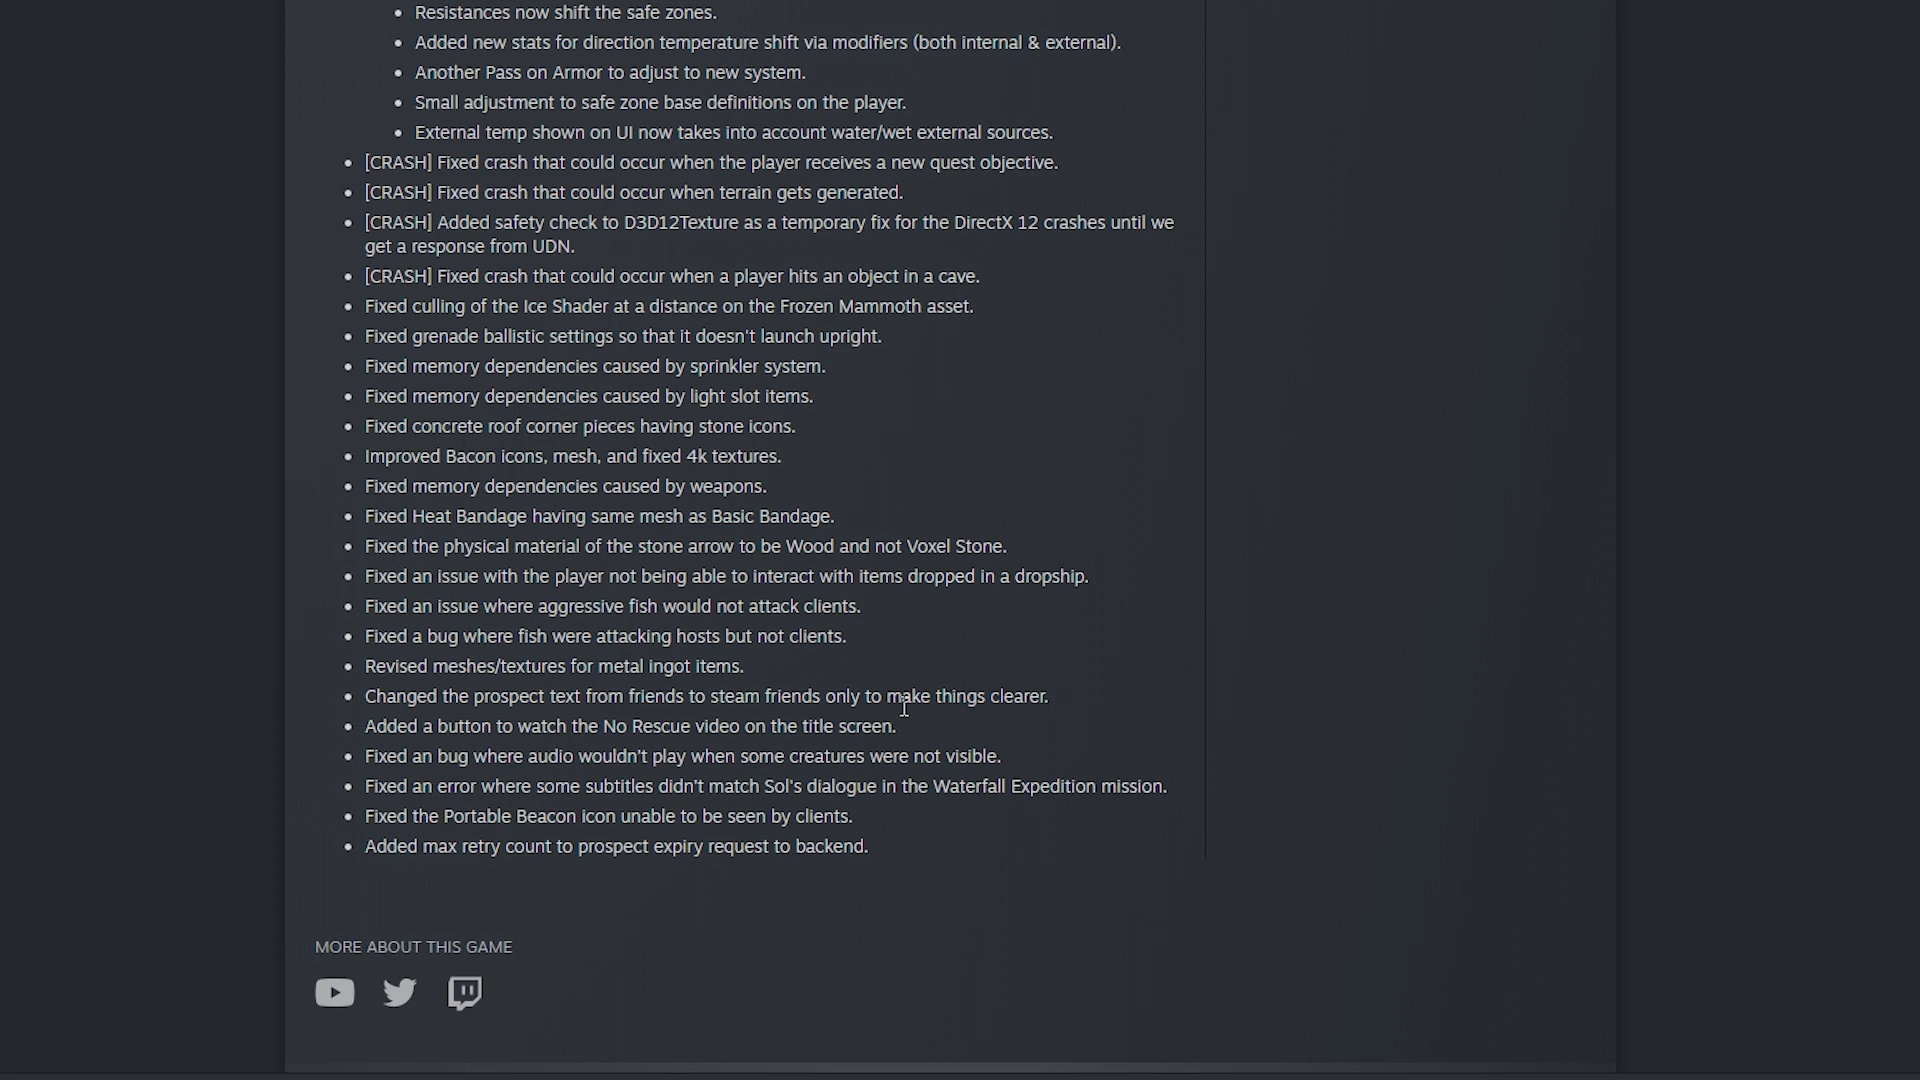 Resistances now shift the safe zones.
Added new stats for direction temperature shift via modifiers (both internal & external).
Another Pass on Armor to adjust to new system.
Small adjustment to safe zone base definitions on the player.
External temp shown on UI now takes into account water/wet external sources.
[CRASH] Fixed crash that could occur when the player receives a new quest objective.
[CRASH] Fixed crash that could occur when terrain gets generated.
[CRASH] Added safety check to D3D12Texture as a temporary fix for the DirectX 12 crashes until we
get a response from UDN.
[CRASH] Fixed crash that could occur when a player hits an object in a cave.
Fixed culling of the Ice Shader at a distance on the Frozen Mammoth asset.
Fixed grenade ballistic settings so that it doesn't launch upright.
Fixed memory dependencies caused by sprinkler system.
Fixed memory dependencies caused by light slot items.
Fixed concrete roof corner pieces having stone icons.
Improved Bacon icons, mesh, and fixed 4k textures.
Fixed memory dependencies caused by weapons.
Fixed Heat Bandage having same mesh as Basic Bandage.
Fixed the physical material of the stone arrow to be Wood and not Voxel Stone.
Fixed an issue with the player not being able to interact with items dropped in a dropship.
Fixed an issue where aggressive fish would not attack clients.
Fixed a bug where fish were attacking hosts but not clients.
Revised meshes/textures for metal ingot items.
Changed the prospect text from friends to steam friends only to make things clearer.
Added a button to watch the No Rescue video on the title screen.
Fixed an bug where audio wouldn't play when some creatures were not visible.
Fixed an error where some subtitles didn't match Sol's dialogue in the Waterfall Expedition mission.
Fixed the Portable Beacon icon unable to be seen by clients.
Added max retry count to prospect expiry request to backend.
MORE ABOUT THIS GAME